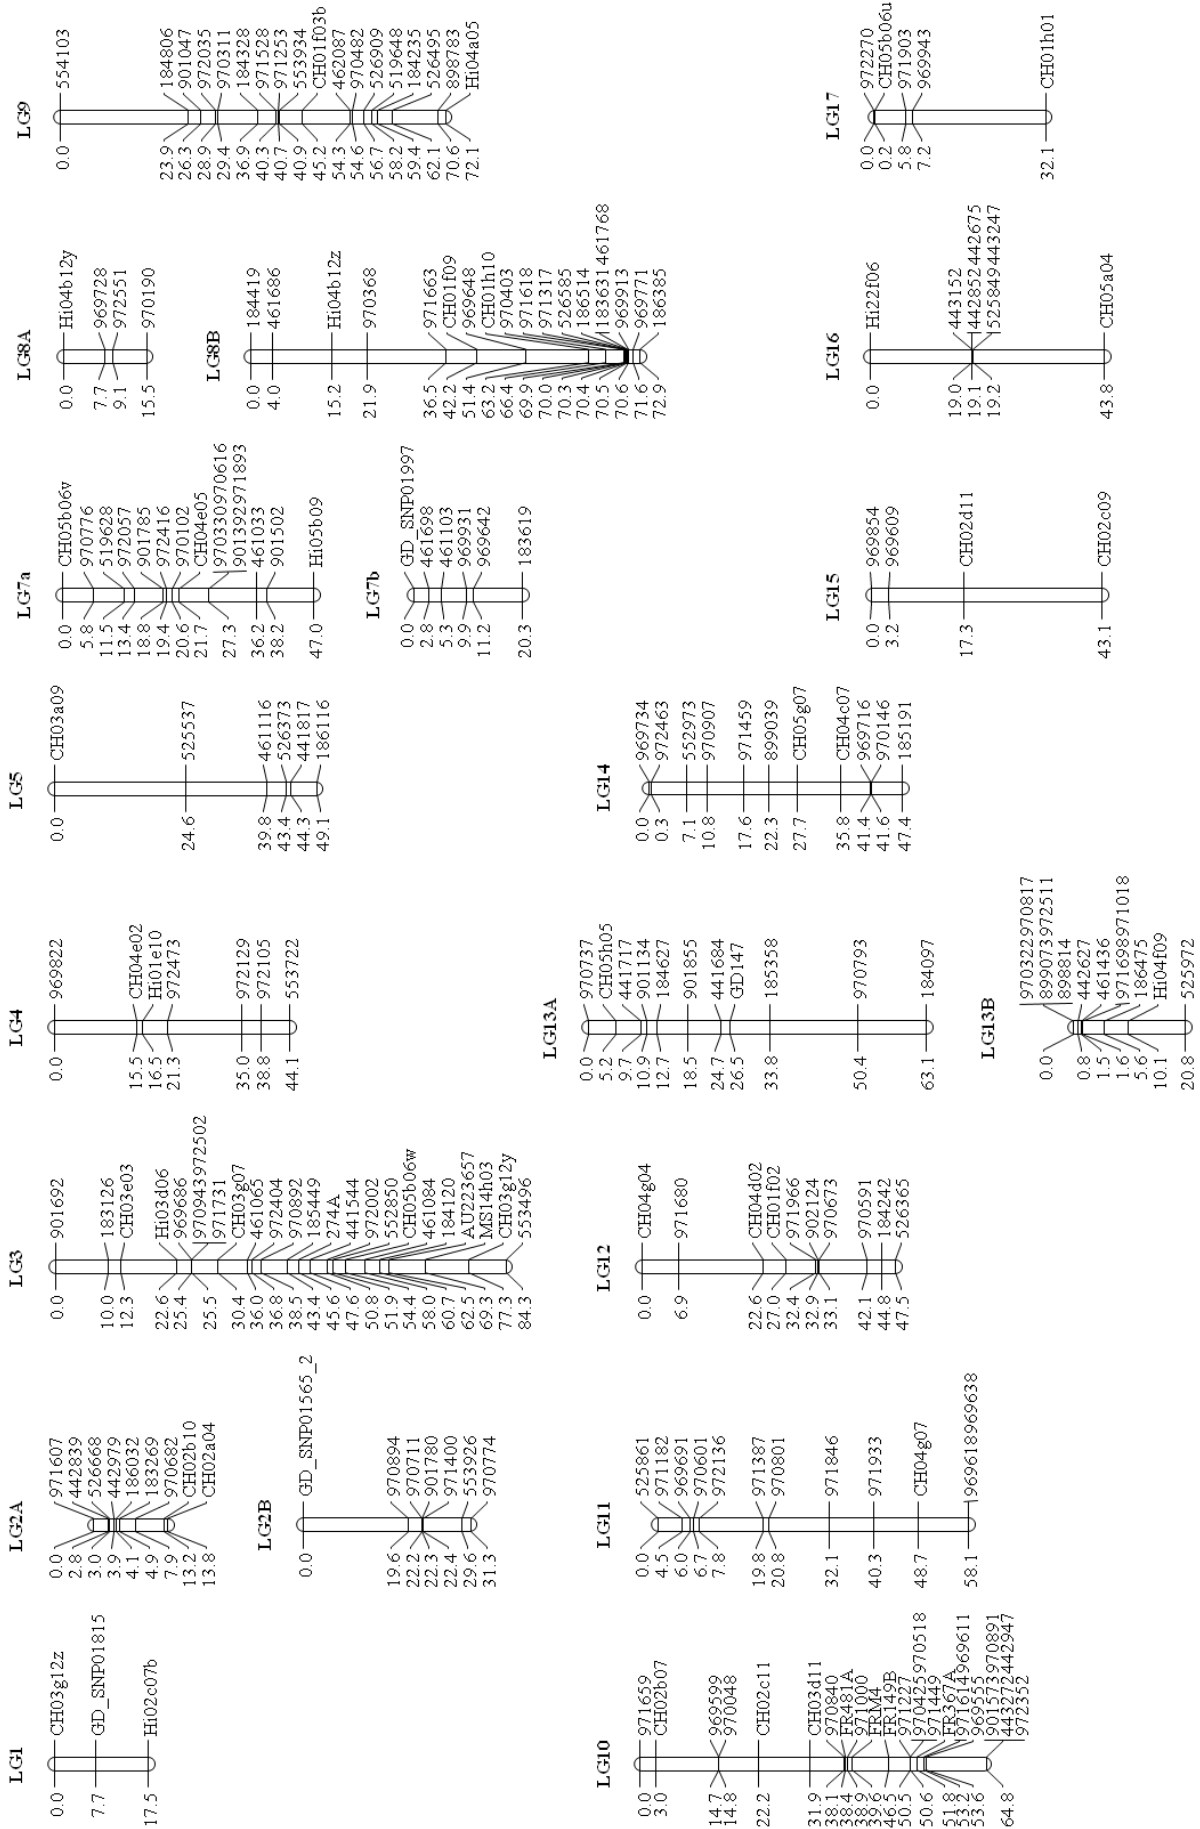 LG1
0.0 CH03g12z
7.7 GD_SNP01815
17.5 Hi02c07b
LG2A
0.0 971607
2.8 442839
3.0 526668
3.9 442979
4.1 186032
4.9 183269
7.9 970682
13.2 CH02b10
13.8 CH02a04
LG2B
0.0 GD_SNP01565_2
19.6 970894
22.2 970711
22.3 901780
22.4 971400
29.6 553926
31.3 970774
LG3
0.0 901692
10.0 183126
12.3 CH03e03
22.6 Hi03d06
25.4 969686
25.5 970943 972502
971731
30.4 CH03g07
36.0 461065
36.8 972404
38.5 970892
43.4 185449
45.6 274A
47.6 441544
50.8 972002
51.9 552850
54.4 CH05b06w
58.0 461084
60.7 184120
62.5 AU223657
69.3 MS14h03
77.3 CH03g12y
84.3 553496
LG4
0.0 969822
15.5 CH04e02
16.5 Hi01e10
21.3 972473
35.0 972129
38.8 972105
44.1 553722
LG5
0.0 CH03a09
24.6 525537
39.8 461116
43.4 526373
44.3 441817
49.1 186116
LG7a
0.0 CH05b06v
5.8 970776
11.5 519628
13.4 972057
18.8 901785
19.4 972416
20.6 970102
21.7 CH04e05
27.3 970330 970616
901392 971893
36.2 461033
38.2 901502
47.0 Hi05b09
LG7b
0.0 GD_SNP01997
2.8 461698
5.3 461103
9.9 969931
11.2 969642
20.3 183619
LG8A
0.0 Hi04b12y
7.7 969728
9.1 972551
15.5 970190
LG8B
0.0 184419
4.0 461686
15.2 Hi04b12z
21.9 970368
36.5 971663
42.2 CH01f09
51.4 969648
63.2 CH01h10
66.4 970403
69.9 971618
70.0 971317
70.3 526585
70.4 186514
70.5 183631 461768
70.6 969913
71.6 969771
72.9 186385
LG9
0.0 554103
23.9 184806
26.3 901047
28.9 972035
29.4 970311
36.9 184328
40.3 971528
40.7 971253
40.9 553934
45.2 CH01f03b
54.3 462087
54.6 970482
56.7 526909
58.2 519648
59.4 184235
62.1 526495
70.6 898783
72.1 Hi04a05
LG10
0.0 971659
3.0 CH02b07
14.7 969599
14.8 970048
22.2 CH02c11
31.9 CH03d11
38.1 970840
38.4 FR481A
38.9 971000
39.6 FRM4
46.5 FR149B
50.5 971227
50.6 970425 970518
971449
51.8 FR367A
53.2 971614 969611
53.6 969555
64.8 901573 970891
443272 442947
972352
LG11
0.0 525861
4.5 971182
6.0 969691
6.7 970601
7.8 972136
19.8 971387
20.8 970801
32.1 971846
40.3 971933
48.7 CH04g07
58.1 969618 969638
LG12
0.0 CH04g04
6.9 971680
22.6 CH04d02
27.0 CH01f02
32.4 971966
32.9 902124
33.1 970673
42.1 970591
44.8 184242
47.5 526365
LG13A
0.0 970737
5.2 CH05h05
9.7 441717
10.9 901134
12.7 184627
18.5 901855
24.7 441684
26.5 GD147
33.8 185358
50.4 970793
63.1 184097
LG13B
0.0 970322 970817
899073 972511
898814
0.8 442627
1.5 461436
1.6 971698 971018
5.6 186475
10.1 Hi04f09
20.8 525972
LG14
0.0 969734
0.3 972463
7.1 552973
10.8 970907
17.6 971459
22.3 899039
27.7 CH05g07
35.8 CH04c07
41.4 969716
41.6 970146
47.4 185191
LG15
0.0 969854
3.2 969609
17.3 CH02d11
43.1 CH02c09
LG16
0.0 Hi22f06
19.0 443152
19.1 442852 442675
19.2 525849 443247
43.8 CH05a04
LG17
0.0 972270
0.2 CH05b06u
5.8 971903
7.2 969943
32.1 CH01h01